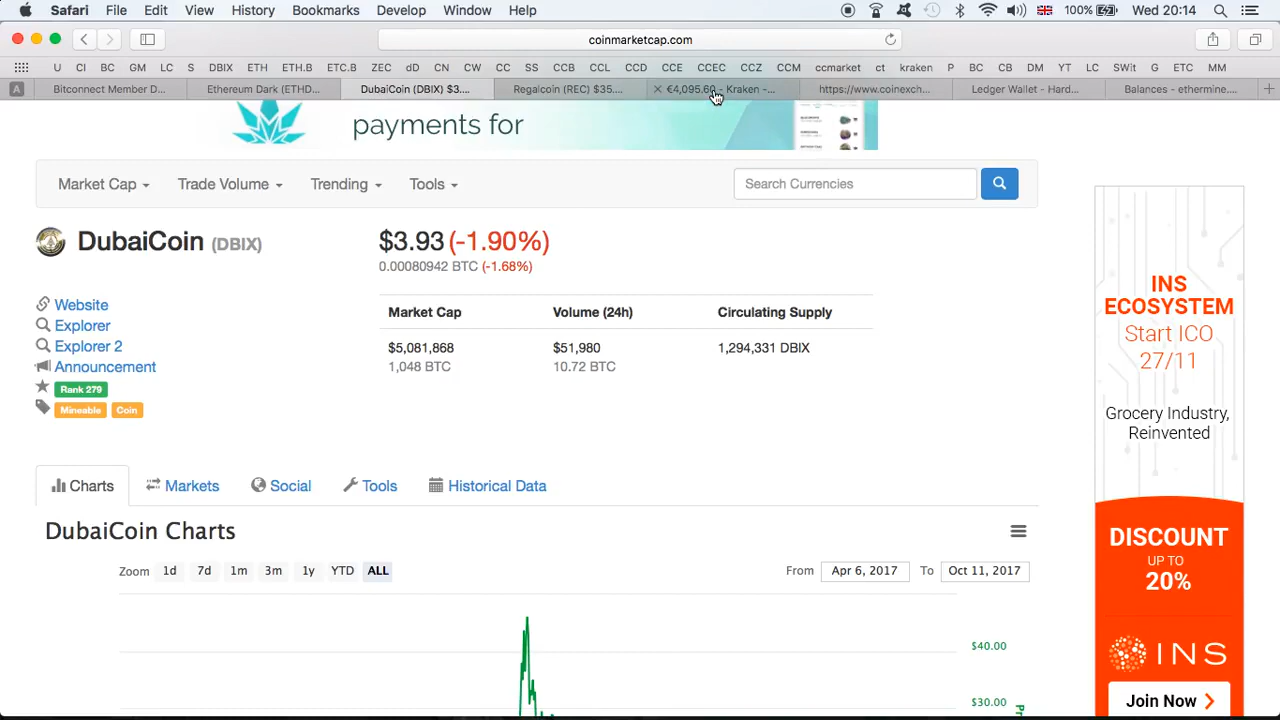 Safari File Edit View History Bookmarks Develop Window Help 100% Wed 20:14
coinmarketcap.com
U CI BC GM LC S DBIX ETH ETH.B ETC.B ZEC dD CN CW CC SS CCB CCL CCD CCE CCEC CCZ CCM ccmarket ct kraken P BC CB DM YT LC SWit G ETC MM
A Bitconnect Member D... Ethereum Dark (ETHD... DubaiCoin (DBIX) $3.... Regalcoin (REC) $35.... €4,095.60 - Kraken -... https://www.coinexch... Ledger Wallet - Hard... Balances - ethermine....
payments for
Market Cap Trade Volume Trending Tools Search Currencies
DubaiCoin (DBIX)
$3.93 (-1.90%)
0.00080942 BTC (-1.68%)
Website
Explorer
Explorer 2
Announcement
Rank 279
Mineable Coin
Market Cap Volume (24h) Circulating Supply
$5,081,868 $51,980 1,294,331 DBIX
1,048 BTC 10.72 BTC
Charts Markets Social Tools Historical Data
DubaiCoin Charts
Zoom 1d 7d 1m 3m 1y YTD ALL From Apr 6, 2017 To Oct 11, 2017
$40.00
$30.00
INS
ECOSYSTEM
Start ICO
27/11
Grocery Industry,
Reinvented
DISCOUNT
UP TO
20%
INS
Join Now